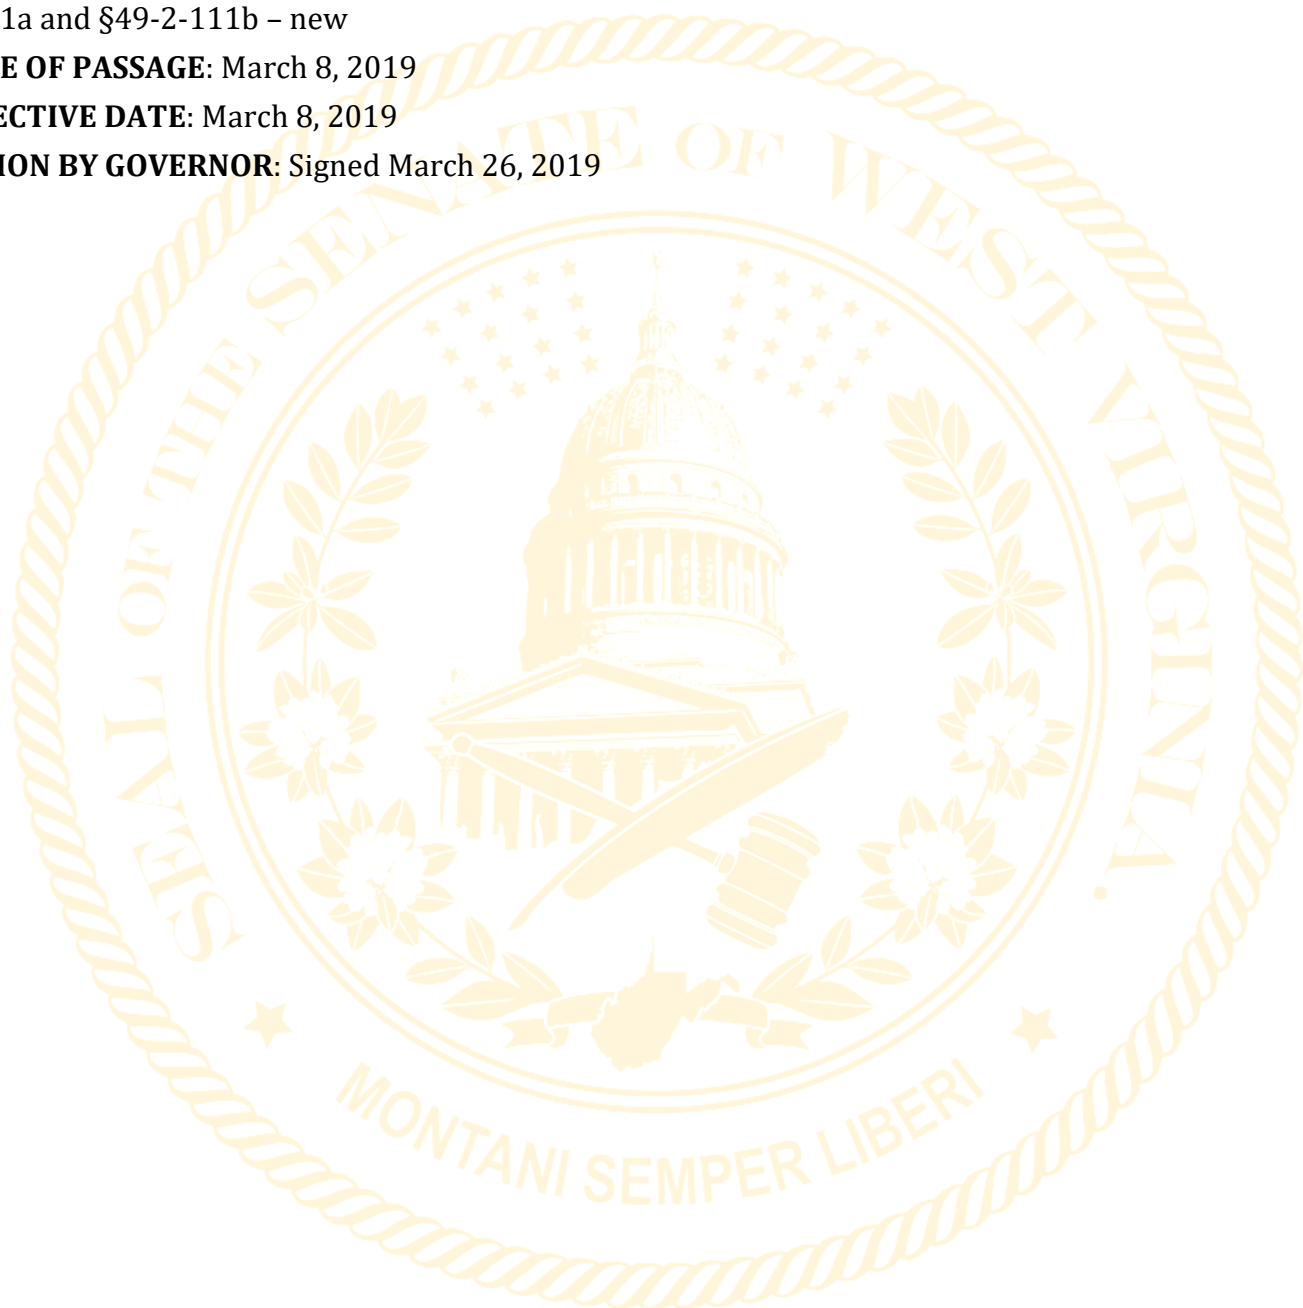 1a and §49-2-111b – new
E OF PASSAGE: March 8, 2019
ECTIVE DATE: March 8, 2019
ION BY GOVERNOR: Signed March 26, 2019
SEAL OF THE SENATE OF WEST VIRGINIA.
MONTANI SEMPER LIBERI